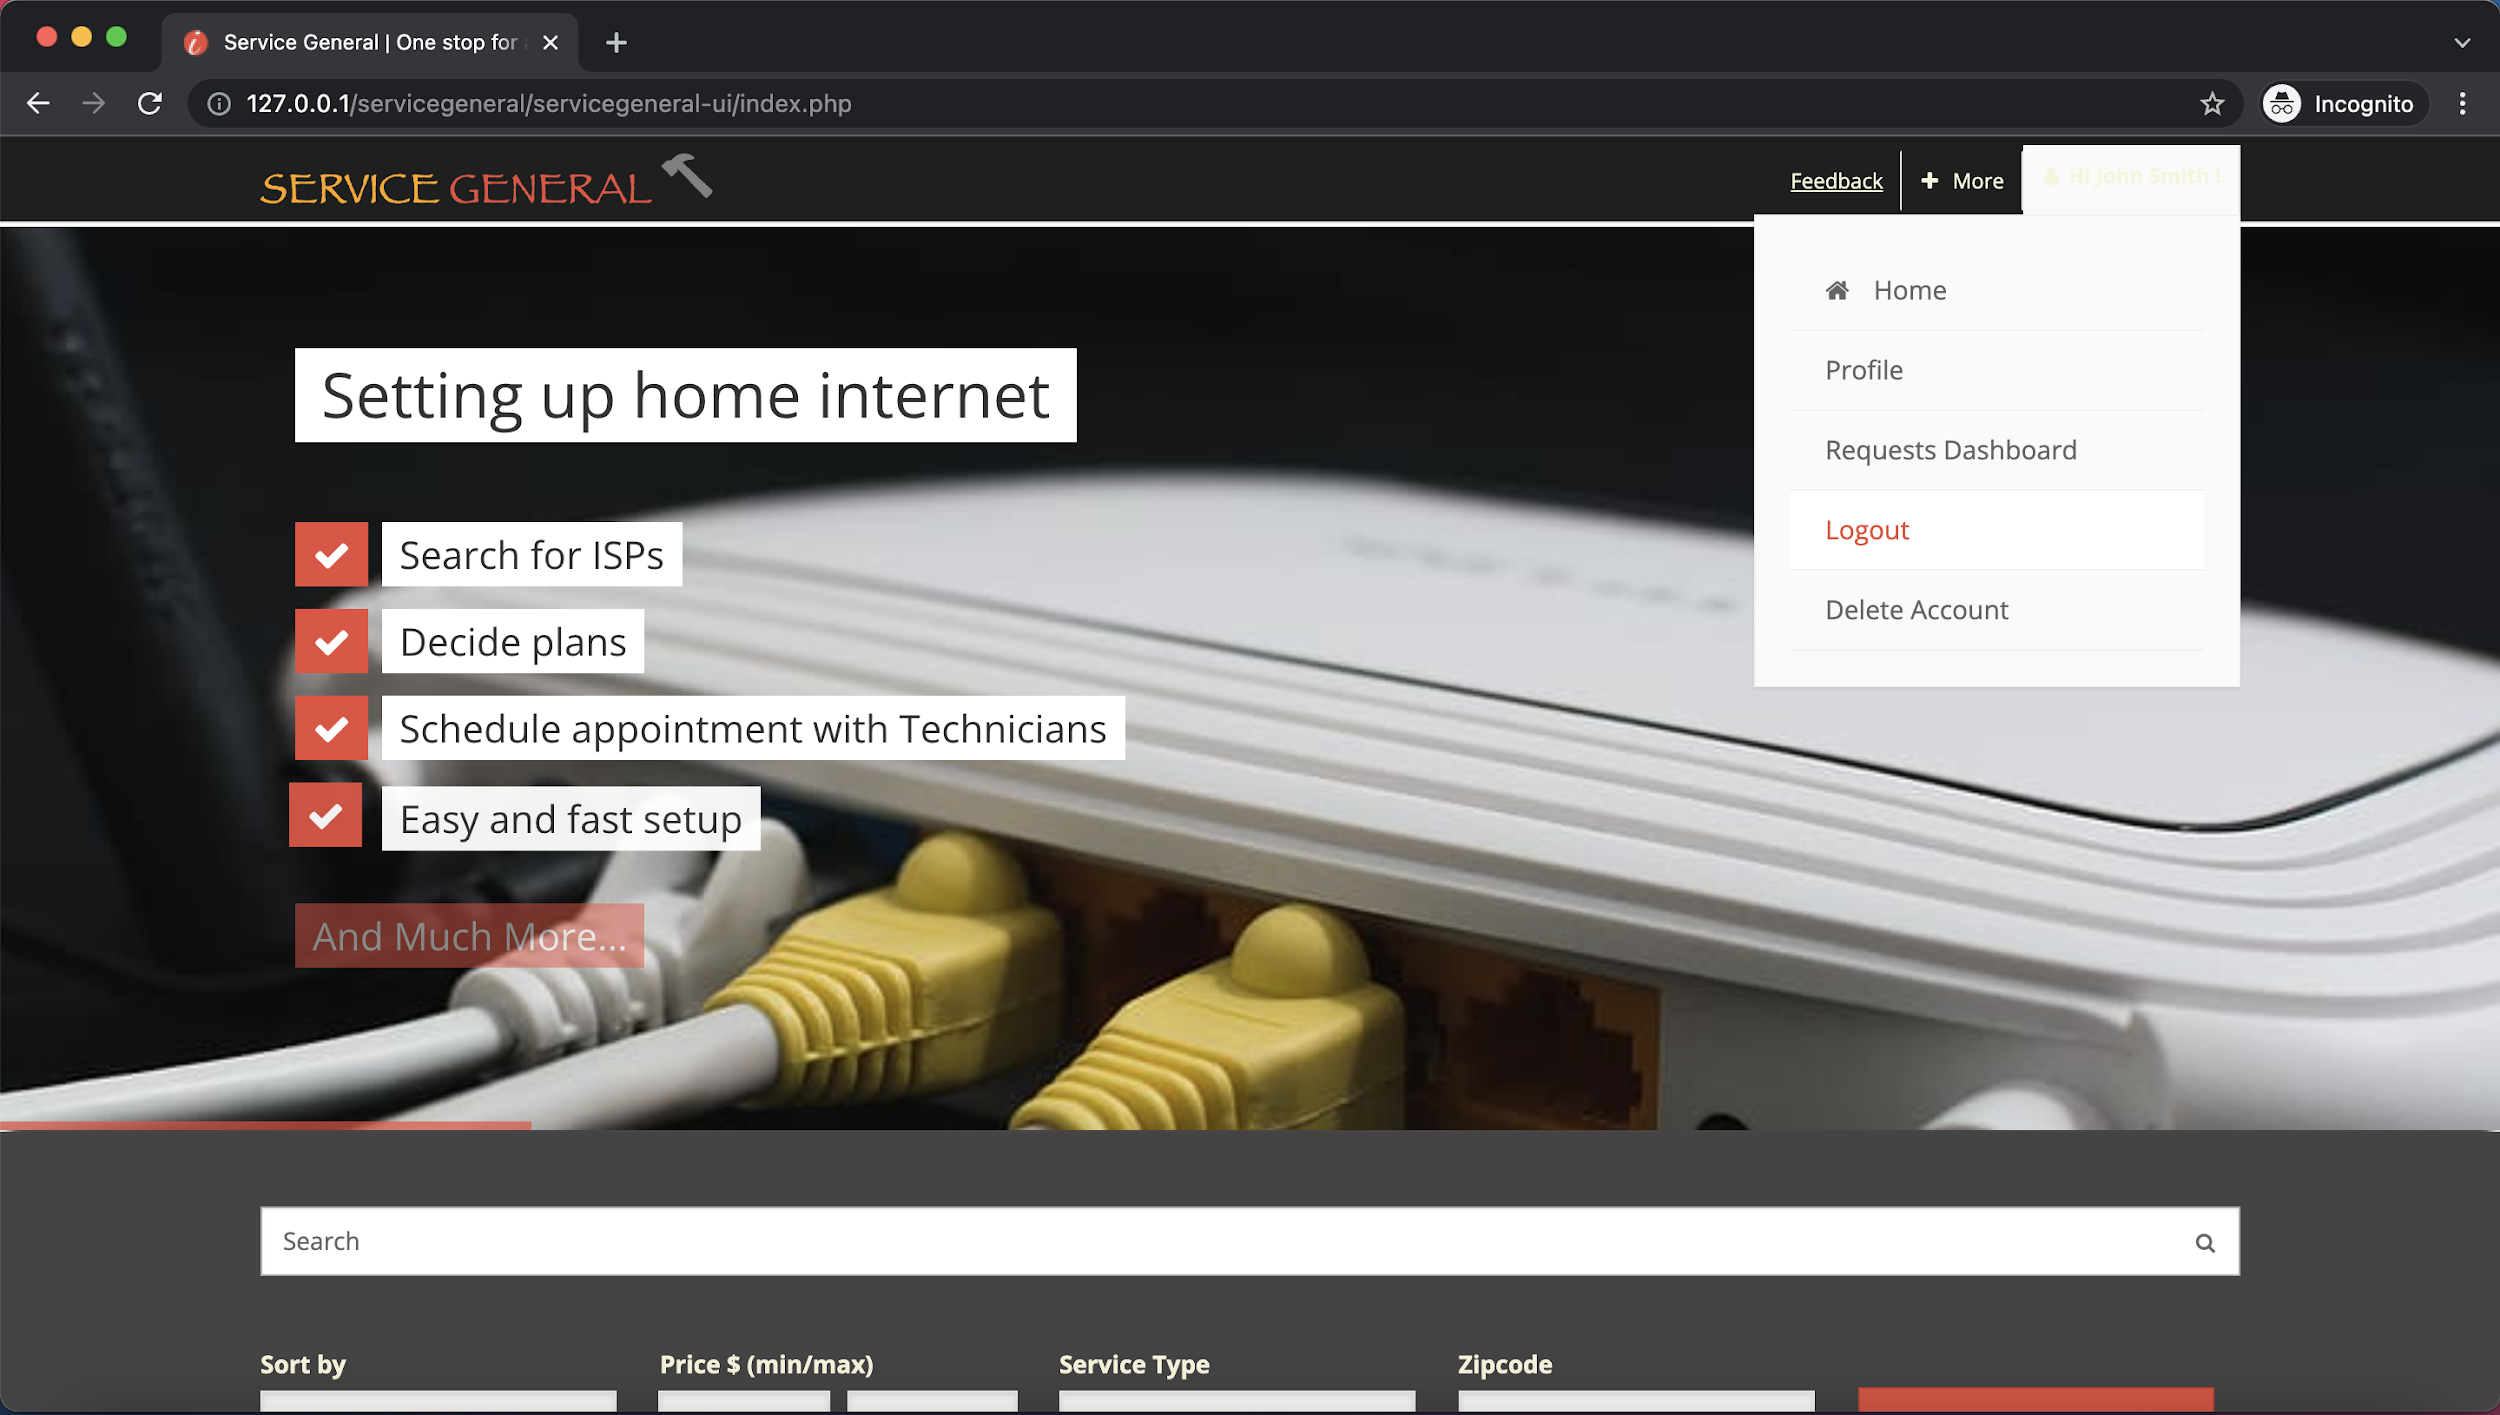 Service General | One stop for
127.0.0.1/servicegeneral/servicegeneral-ui/index.php
Incognito
SERVICE GENERAL
Feedback
More
Hi John Smith !
Home
Profile
Requests Dashboard
Logout
Delete Account
Setting up home internet
Search for ISPs
Decide plans
Schedule appointment with Technicians
Easy and fast setup
And Much More...
Search
Sort by
Price $ (min/max)
Service Type
Zipcode